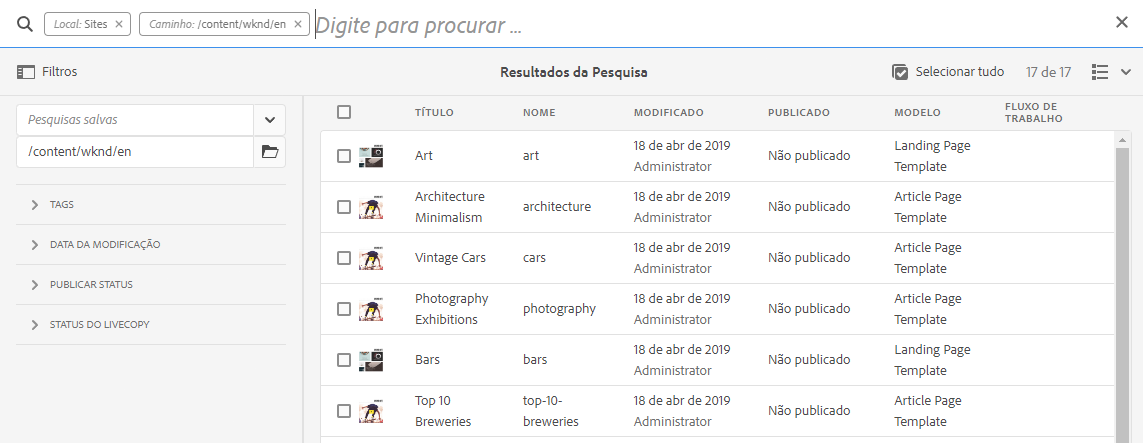 Local: Sites × Caminho: /content/wknd/en × Digite para procurar ... ×
Filtros
Resultados da Pesquisa
Selecionar tudo 17 de 17
Pesquisas salvas
/content/wknd/en
TAGS
DATA DA MODIFICAÇÃO
PUBLICAR STATUS
STATUS DO LIVECOPY
TÍTULO NOME MODIFICADO PUBLICADO MODELO FLUXO DE
TRABALHO
Art art 18 de abr de 2019 Não publicado Landing Page
Administrator Template
Architecture architecture 18 de abr de 2019 Não publicado Article Page
Minimalism Administrator Template
Vintage Cars cars 18 de abr de 2019 Não publicado Article Page
Administrator Template
Photography photography 18 de abr de 2019 Não publicado Article Page
Exhibitions Administrator Template
Bars bars 18 de abr de 2019 Não publicado Landing Page
Administrator Template
Top 10 top-10- 18 de abr de 2019 Não publicado Article Page
Breweries breweries Administrator Template